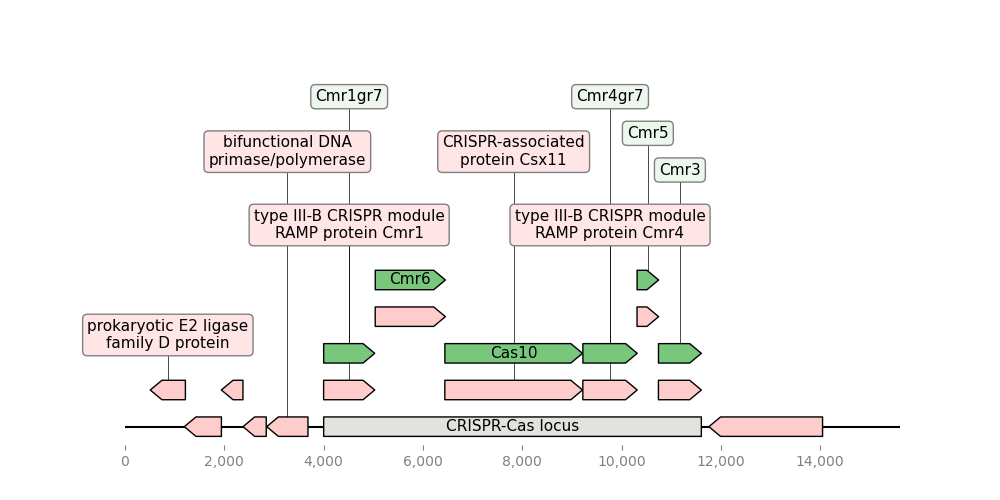 Cmr1gr7
Cmr4gr7
Cmr5
bifunctional DNA
primase/polymerase
CRISPR-associated
protein Csx11
Cmr3
type III-B CRISPR module
RAMP protein Cmr1
type III-B CRISPR module
RAMP protein Cmr4
Cmr6
prokaryotic E2 ligase
family D protein
Cas10
CRISPR-Cas locus
0
2,000
4,000
6,000
8,000
10,000
12,000
14,000